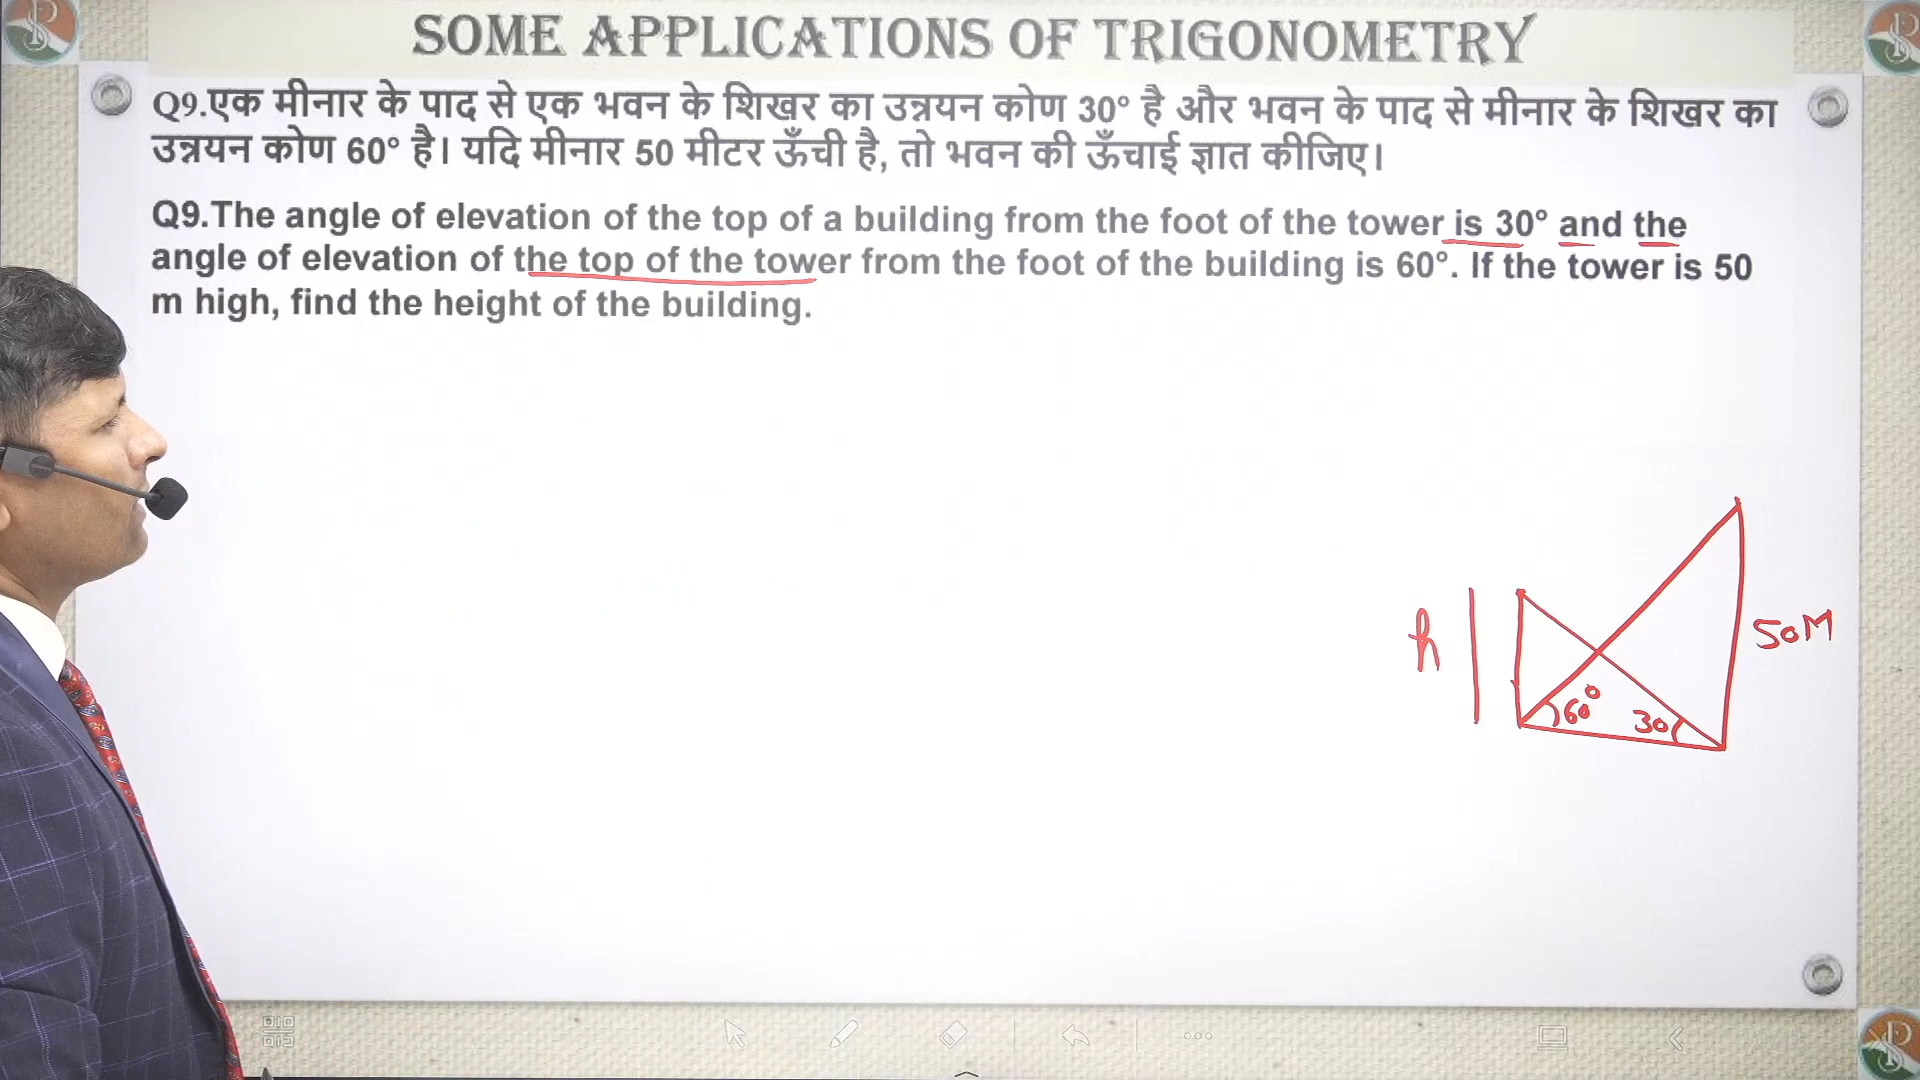 SOME APPLICATIONS OF TRIGONOMETRY
Q9.एक मीनार के पाद से एक भवन के शिखर का उन्नयन कोण 30° है और भवन के पाद से मीनार के शिखर का
उन्नयन कोण 60° है। यदि मीनार 50 मीटर ऊँची है, तो भवन की ऊँचाई ज्ञात कीजिए।
Q9.The angle of elevation of the top of a building from the foot of the tower is 30° and the
angle of elevation of the top of the tower from the foot of the building is 60°. If the tower is 50
m high, find the height of the building.
h
50M
60°
30